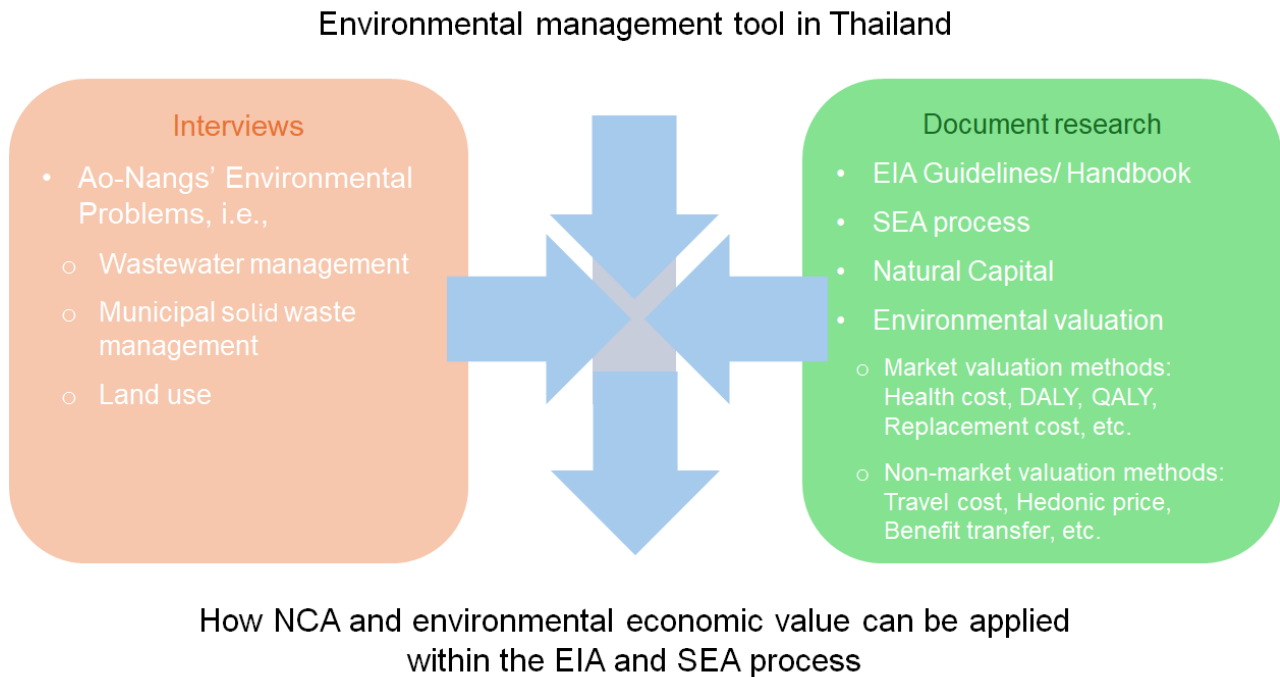 Environmental management tool in Thailand
Interviews
• Ao-Nangs’ Environmental
Problems, i.e.,
o Wastewater management
o Municipal solid waste
management
o Land use
Document research
• EIA Guidelines/ Handbook
• SEA process
• Natural Capital
• Environmental valuation
o Market valuation methods:
Health cost, DALY, QALY,
Replacement cost, etc.
o Non-market valuation methods:
Travel cost, Hedonic price,
Benefit transfer, etc.
How NCA and environmental economic value can be applied
within the EIA and SEA process